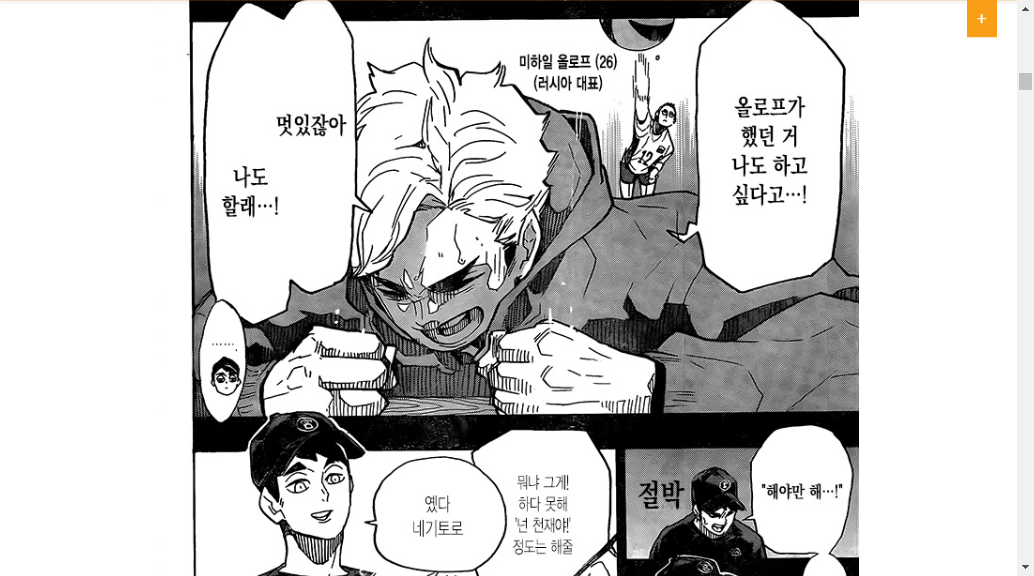 미하일 올로프 (26)
(러시아 대표)
올로프가
했던 거
나도 하고
싶다고…!
멋있잖아
나도
할래…!
……
12
뭐냐 그게!
하다 못해
'넌 천재야!'
정도는 해줄
옜다
네기토로
절박
"해야만 해…!"
+